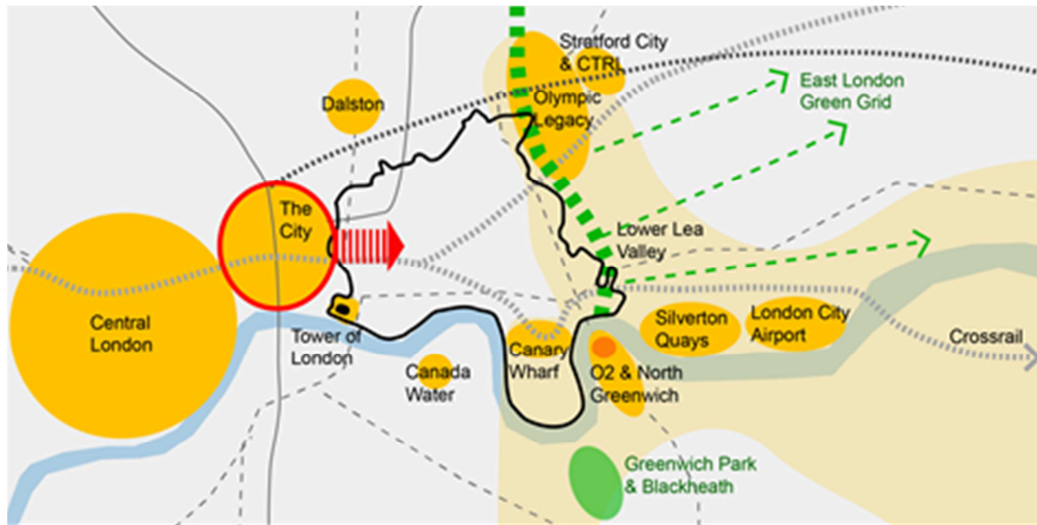 Stratford City
& CTRL
East London
Green Grid
Dalston
Olympic
Legacy
The
City
Lower Lea
Valley
Central
London
Tower of
London
Silverton
Quays
London City
Airport
Crossrail
Canary
Wharf
Canada
Water
O2 & North
Greenwich
Greenwich Park
& Blackheath